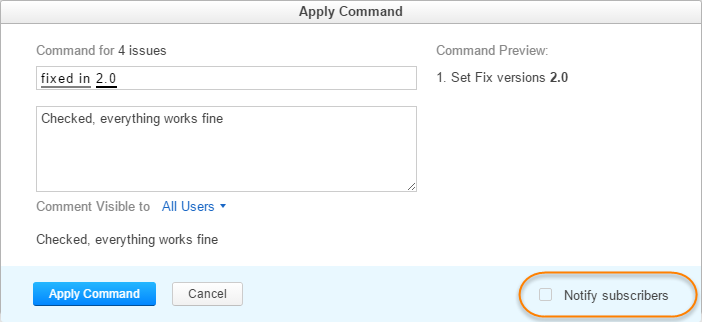 Apply Command
Command for 4 issues
fixed in 2.0
Checked, everything works fine
Comment Visible to All Users
Checked, everything works fine
Command Preview:
1. Set Fix versions 2.0
Apply Command
Cancel
Notify subscribers